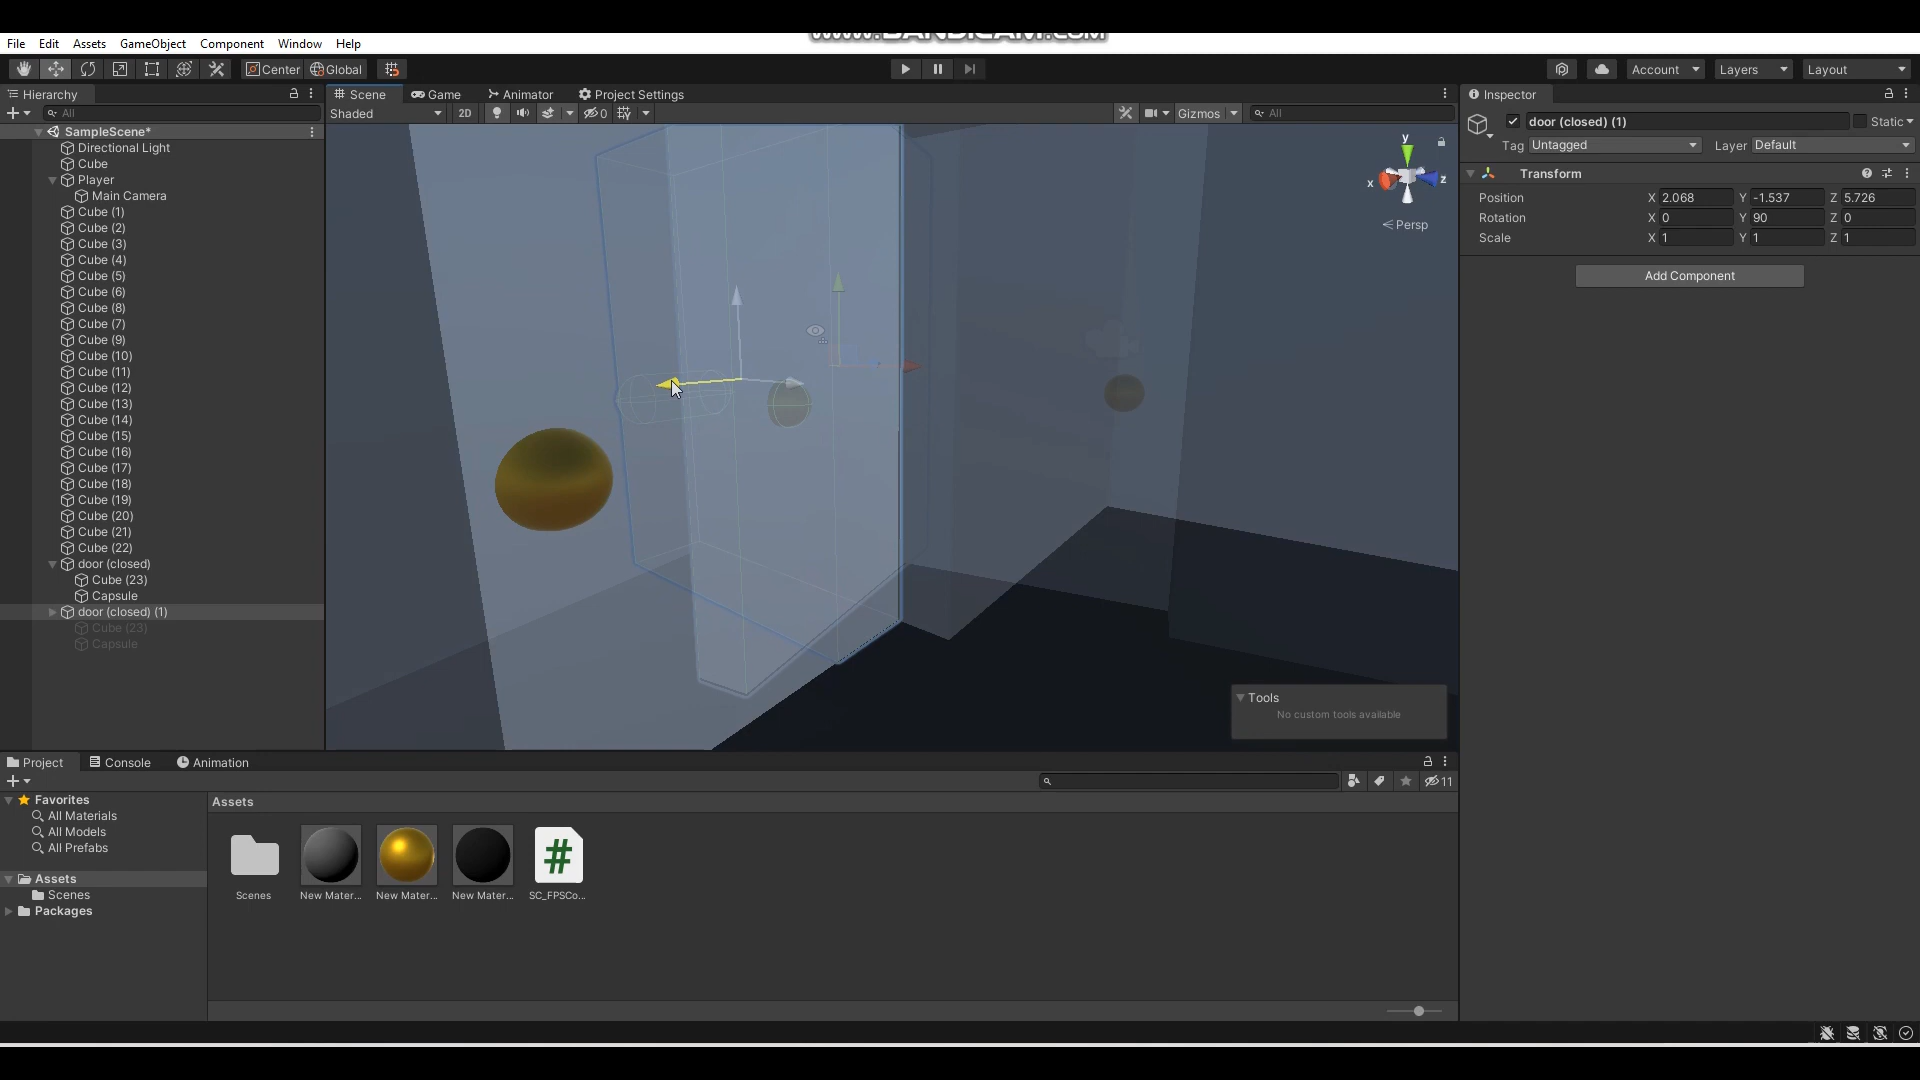 www.BANDICAM.com
File Edit Assets GameObject Component Window Help
Center Global Account Layers Layout
Hierarchy
All
SampleScene*
Directional Light
Cube
Player
Main Camera
Cube (1)
Cube (2)
Cube (3)
Cube (4)
Cube (5)
Cube (6)
Cube (8)
Cube (7)
Cube (9)
Cube (10)
Cube (11)
Cube (12)
Cube (13)
Cube (14)
Cube (15)
Cube (16)
Cube (17)
Cube (18)
Cube (19)
Cube (20)
Cube (21)
Cube (22)
door (closed)
Cube (23)
Capsule
door (closed) (1)
Cube (23)
Capsule
Scene Game Animator Project Settings
Shaded 2D 0 Gizmos All
y
x z
Persp
Tools
No custom tools available
Inspector
door (closed) (1) Static
Tag Untagged Layer Default
Transform
Position X 2.068 Y -1.537 Z 5.726
Rotation X 0 Y 90 Z 0
Scale X 1 Y 1 Z 1
Add Component
Project Console Animation
11
Favorites
All Materials
All Models
All Prefabs
Assets
Scenes
Packages
Assets
Scenes New Mater... New Mater... New Mater... SC_FPSCo...